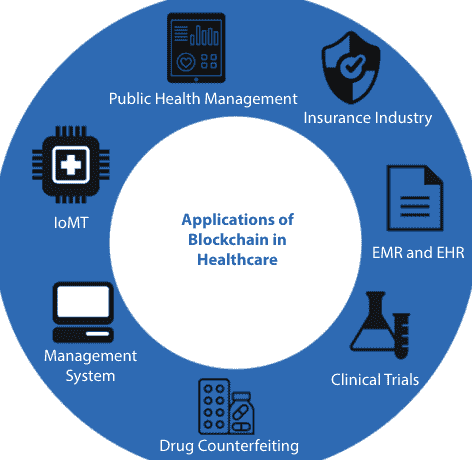 Public Health Management
Insurance Industry
IoMT
Applications of
Blockchain in
Healthcare
EMR and EHR
Management
System
Clinical Trials
Drug Counterfeiting